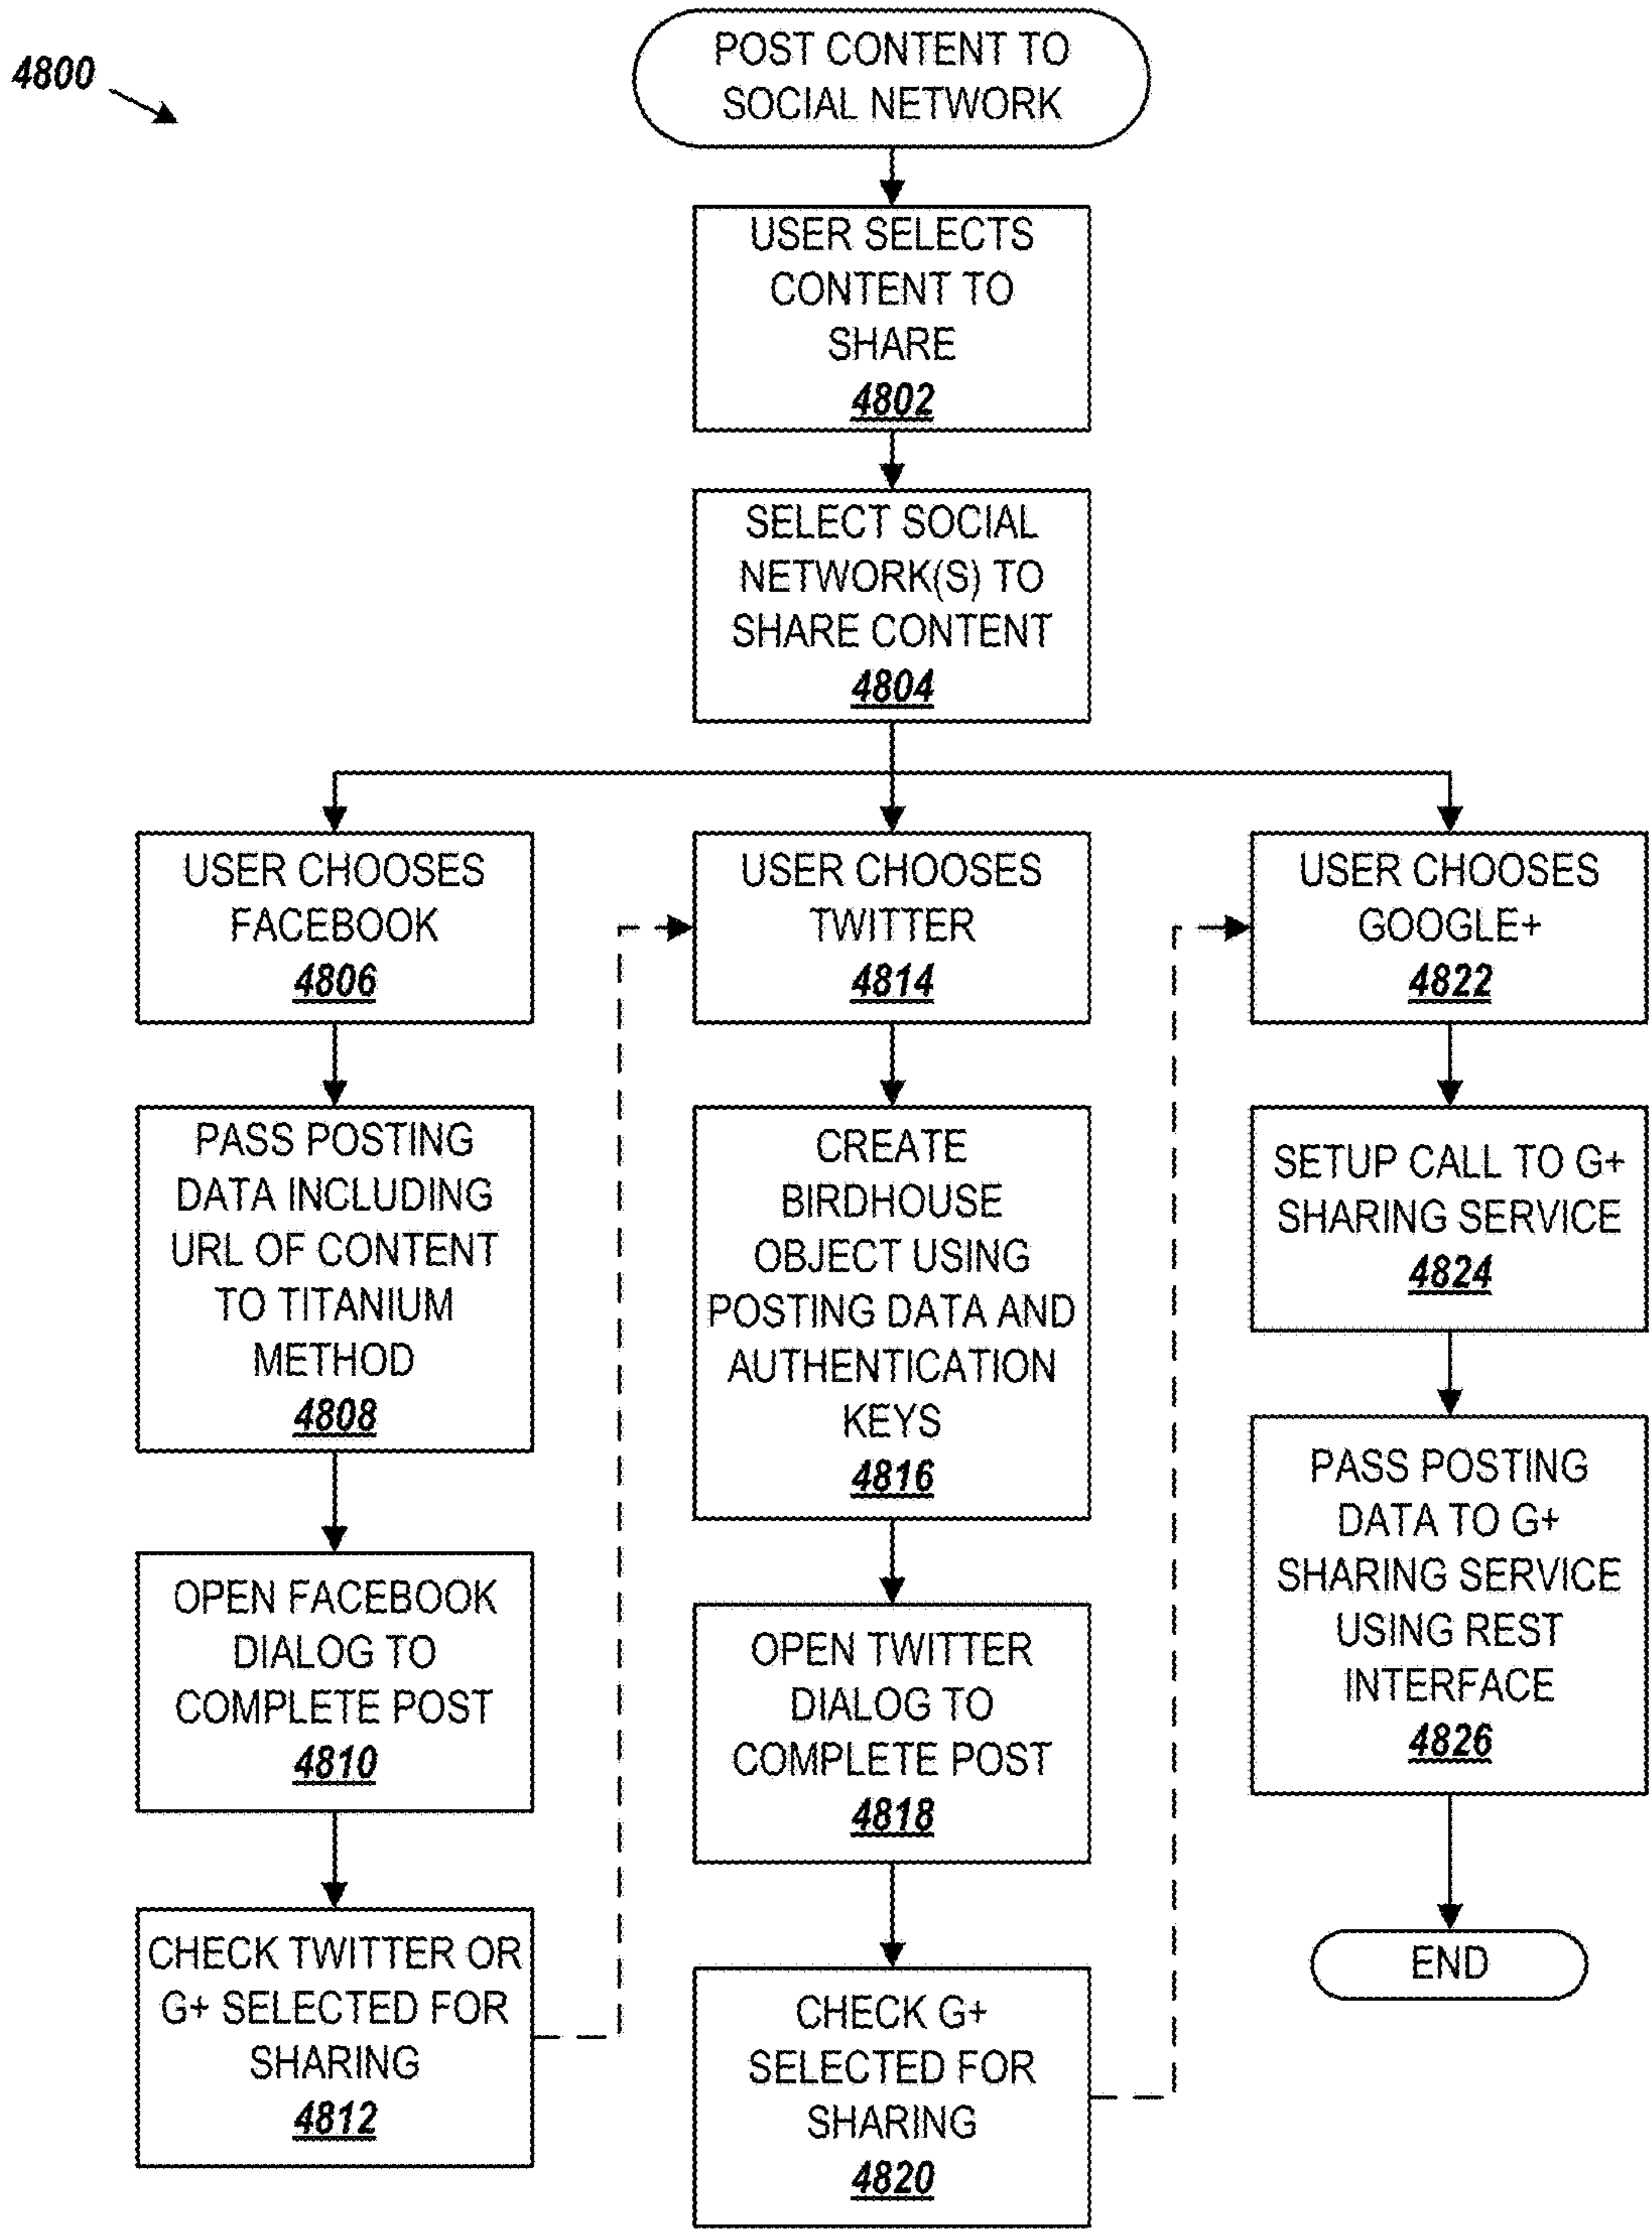 4800
POST CONTENT TO
SOCIAL NETWORK
USER SELECTS
CONTENT TO
SHARE
4802
SELECT SOCIAL
NETWORK(S) TO
SHARE CONTENT
4804
USER CHOOSES
FACEBOOK
4806
PASS POSTING
DATA INCLUDING
URL OF CONTENT
TO TITANIUM
METHOD
4808
OPEN FACEBOOK
DIALOG TO
COMPLETE POST
4810
CHECK TWITTER OR
G+ SELECTED FOR
SHARING
4812
USER CHOOSES
TWITTER
4814
CREATE
BIRDHOUSE
OBJECT USING
POSTING DATA AND
AUTHENTICATION
KEYS
4816
OPEN TWITTER
DIALOG TO
COMPLETE POST
4818
CHECK G+
SELECTED FOR
SHARING
4820
USER CHOOSES
GOOGLE+
4822
SETUP CALL TO G+
SHARING SERVICE
4824
PASS POSTING
DATA TO G+
SHARING SERVICE
USING REST
INTERFACE
4826
END